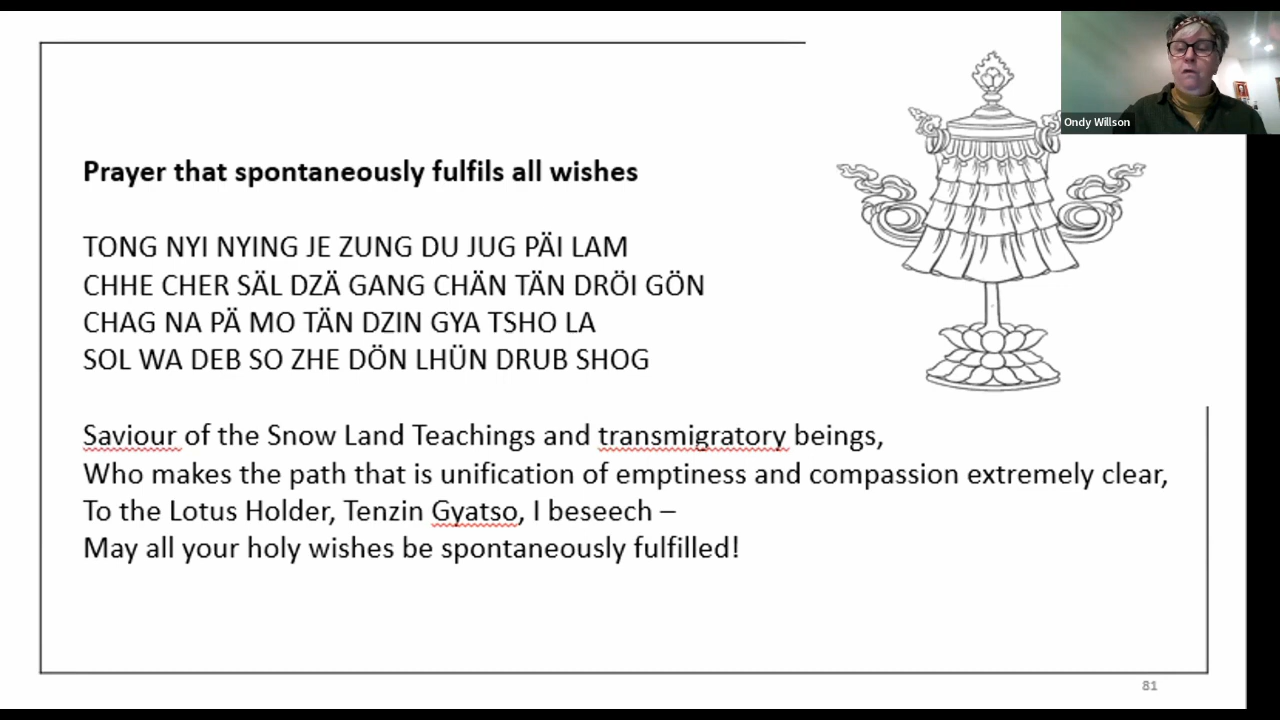 Ondy Willson
Prayer that spontaneously fulfils all wishes
TONG NYI NYING JE ZUNG DU JUG PÄI LAM
CHHE CHER SÄL DZÄ GANG CHÄN TÄN DRÖI GÖN
CHAG NA PÄ MO TÄN DZIN GYA TSHO LA
SOL WA DEB SO ZHE DÖN LHÜN DRUB SHOG
Saviour of the Snow Land Teachings and transmigratory beings,
Who makes the path that is unification of emptiness and compassion extremely clear,
To the Lotus Holder, Tenzin Gyatso, I beseech –
May all your holy wishes be spontaneously fulfilled!
81